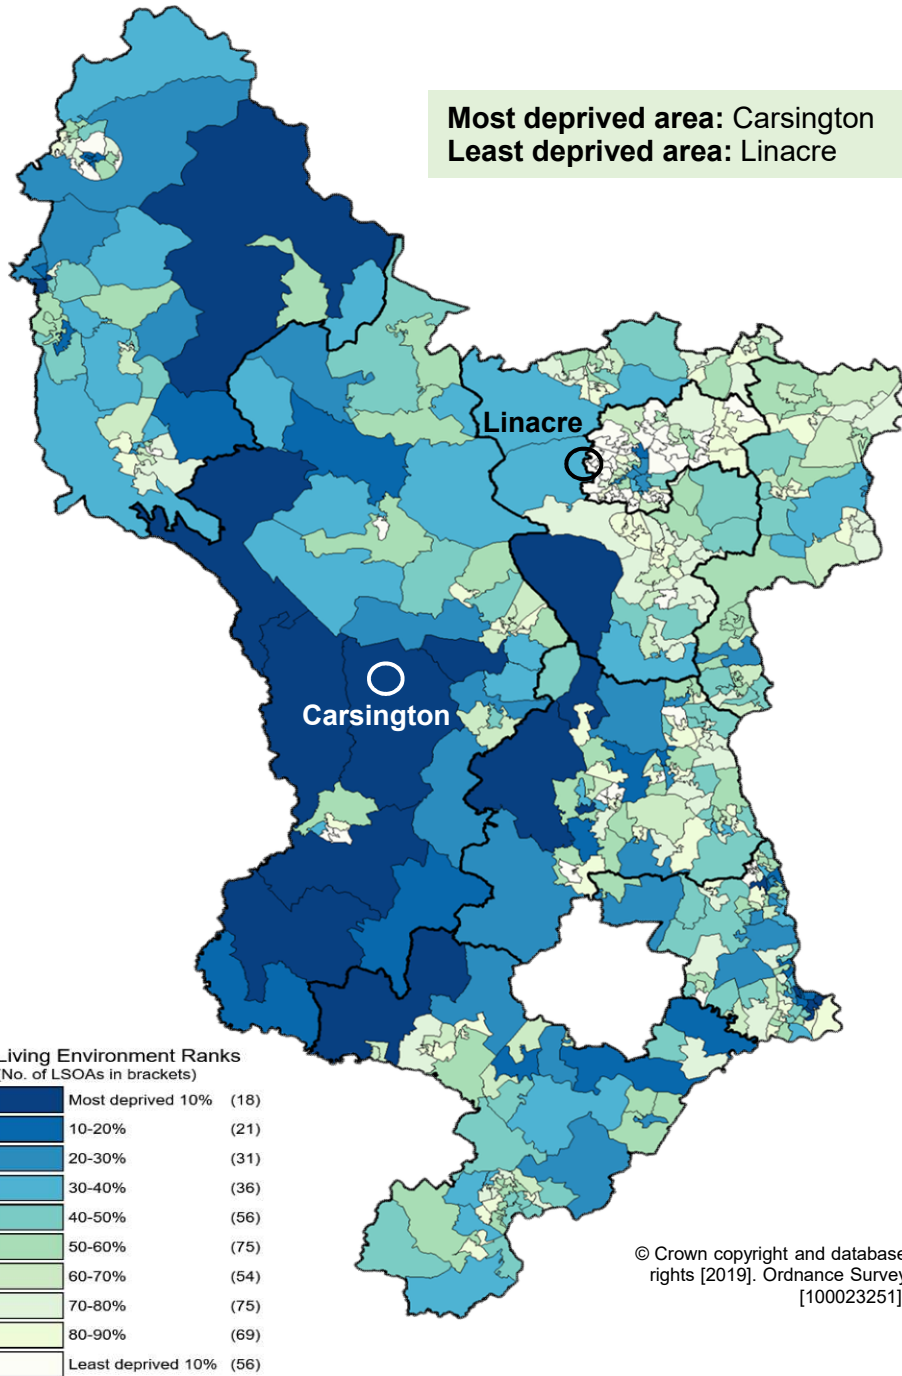 Most deprived area: Carsington
Least deprived area: Linacre
Linacre
Carsington
Living Environment Ranks
(No. of LSOAs in brackets)
Most deprived 10% (18)
10-20% (21)
20-30% (31)
30-40% (36)
40-50% (56)
50-60% (75)
60-70% (54)
70-80% (75)
80-90% (69)
Least deprived 10% (56)
© Crown copyright and database
rights [2019]. Ordnance Survey
[100023251]